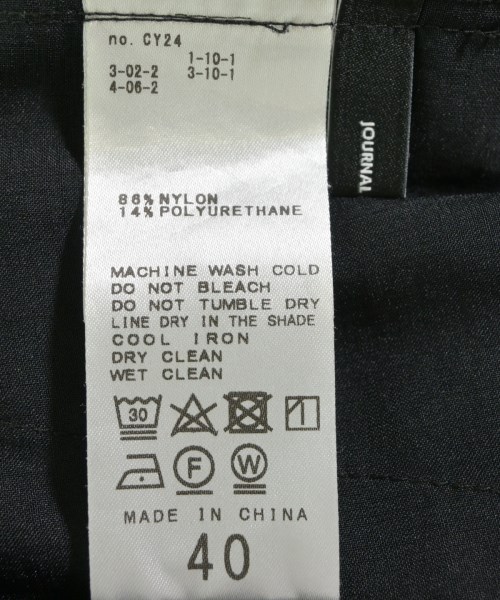 no. CY24
1-10-1
3-02-2 3-10-1
4-06-2
JOURNAL
86% NYLON
14% POLYURETHANE
MACHINE WASH COLD
DO NOT BLEACH
DO NOT TUMBLE DRY
LINE DRY IN THE SHADE
COOL IRON
DRY CLEAN
WET CLEAN
30
F W
MADE IN CHINA
40